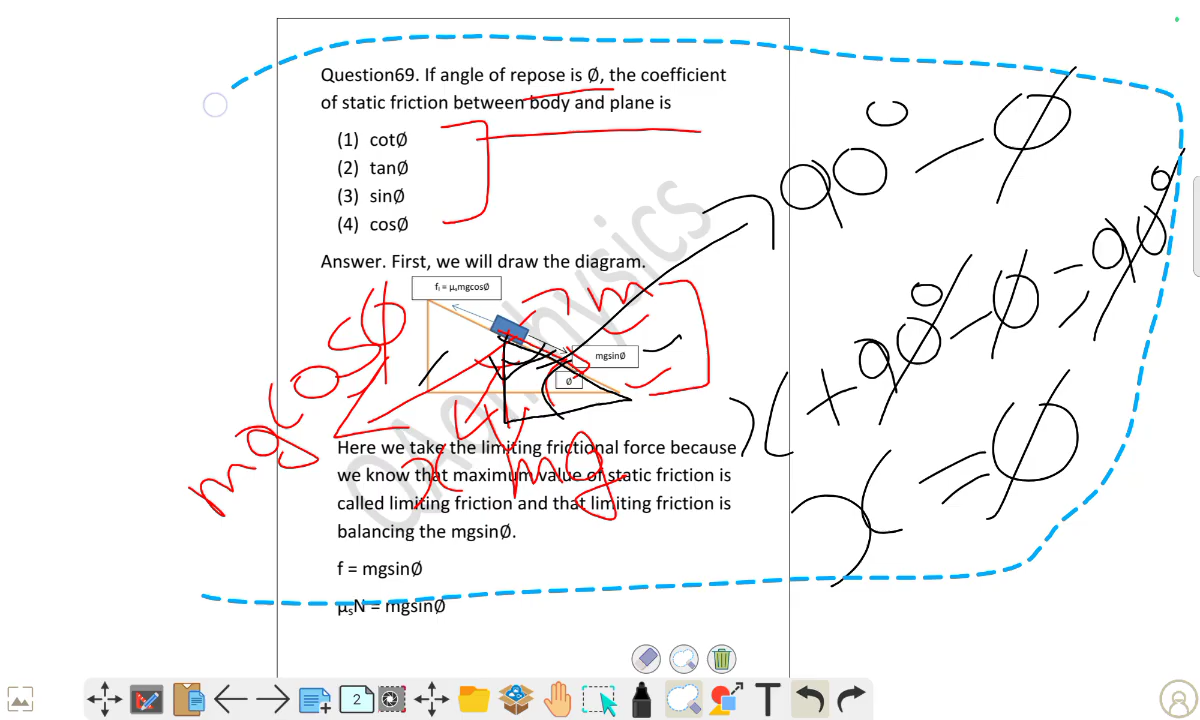 Question69. If angle of repose is Ø, the coefficient
of static friction between body and plane is
(1) cotØ
(2) tanØ
(3) sinØ
(4) cosØ
90° - ϕ
Answer. First, we will draw the diagram.
fₗ = μₛmgcosØ
mgsinØ
Ø
mgcosϕ
mg
x
x + 90° - ϕ = 90°
x = ϕ
QAonphysics
Here we take the limiting frictional force because
we know that maximum value of static friction is
called limiting friction and that limiting friction is
balancing the mgsinØ.
f = mgsinØ
μₛN = mgsinØ
2
T